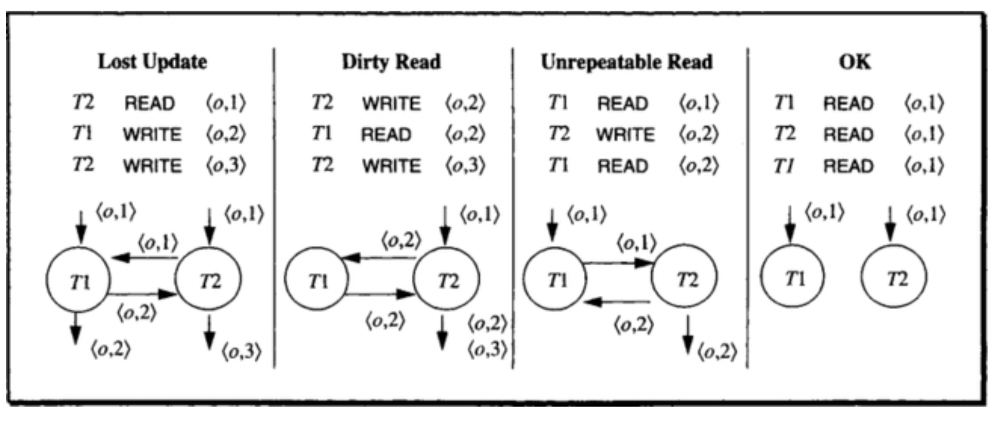 Lost Update
T2 READ ⟨o,1⟩
T1 WRITE ⟨o,2⟩
T2 WRITE ⟨o,3⟩
⟨o,1⟩ ⟨o,1⟩
⟨o,1⟩
T1 T2
⟨o,2⟩
⟨o,2⟩ ⟨o,3⟩
Dirty Read
T2 WRITE ⟨o,2⟩
T1 READ ⟨o,2⟩
T2 WRITE ⟨o,3⟩
⟨o,1⟩
⟨o,2⟩
T1 T2
⟨o,2⟩ ⟨o,2⟩
⟨o,3⟩
Unrepeatable Read
T1 READ ⟨o,1⟩
T2 WRITE ⟨o,2⟩
T1 READ ⟨o,2⟩
⟨o,1⟩
⟨o,1⟩
T1 T2
⟨o,2⟩
⟨o,2⟩
OK
T1 READ ⟨o,1⟩
T2 READ ⟨o,1⟩
T1 READ ⟨o,1⟩
⟨o,1⟩ ⟨o,1⟩
T1 T2